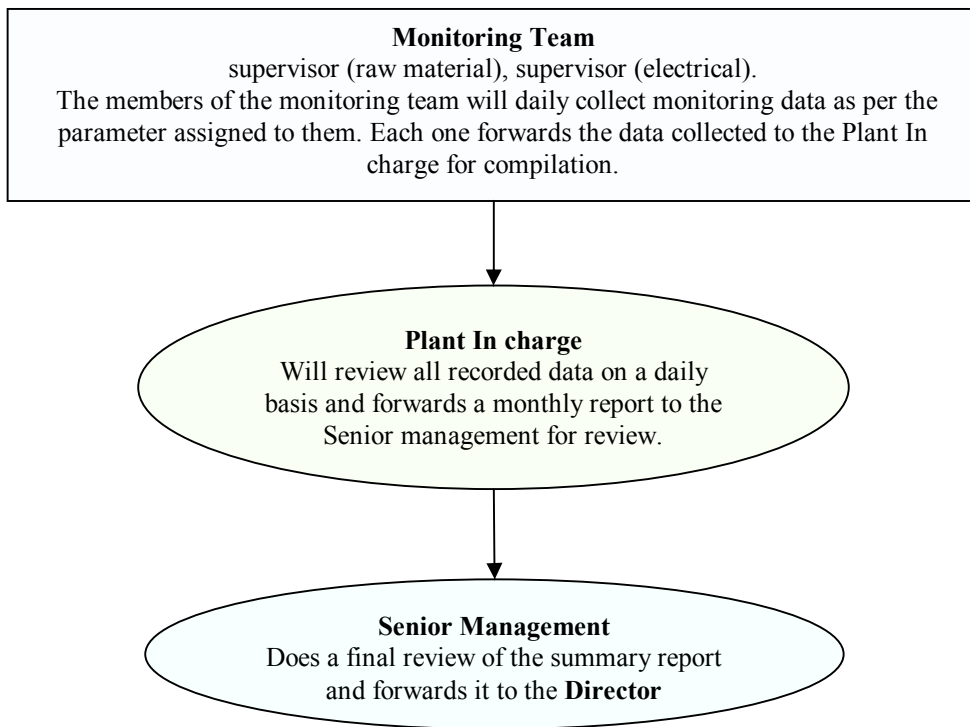 Monitoring Team
supervisor (raw material), supervisor (electrical).
The members of the monitoring team will daily collect monitoring data as per the
parameter assigned to them. Each one forwards the data collected to the Plant In
charge for compilation.
Plant In charge
Will review all recorded data on a daily
basis and forwards a monthly report to the
Senior management for review.
Senior Management
Does a final review of the summary report
and forwards it to the Director